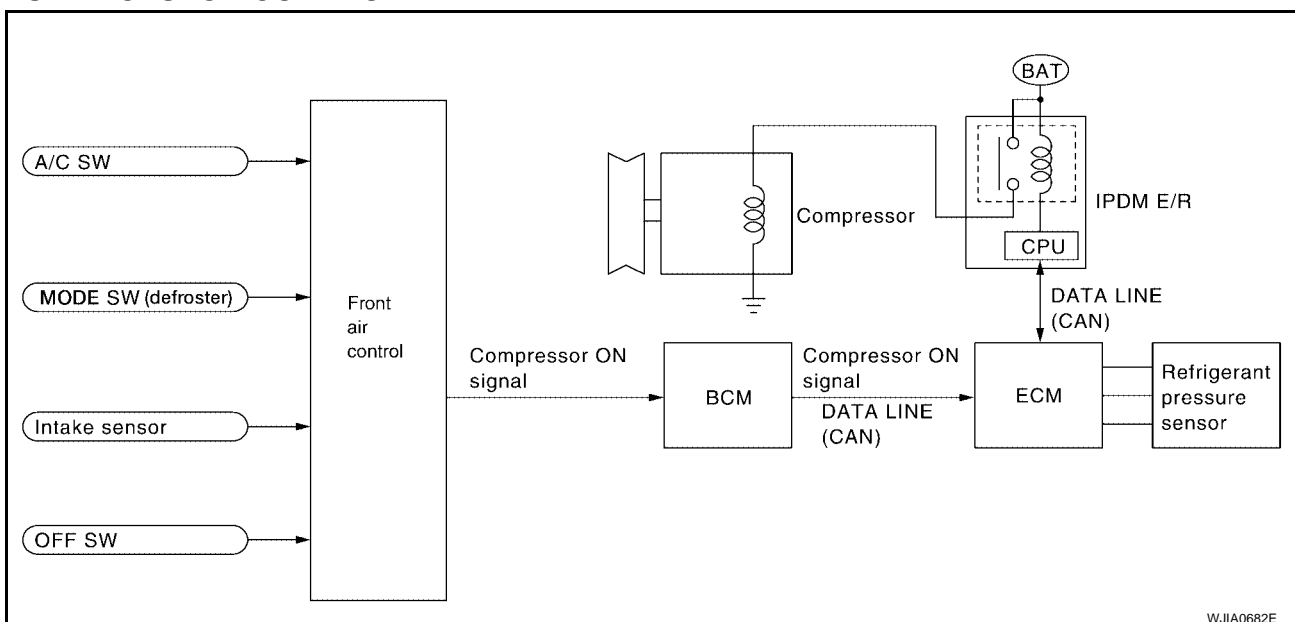 A/C SW
MODE SW (defroster)
Intake sensor
OFF SW
Front
air
control
Compressor ON
signal
BCM
Compressor ON
signal
DATA LINE
(CAN)
ECM
Refrigerant
pressure
sensor
DATA LINE
(CAN)
CPU
IPDM E/R
BAT
Compressor
WJIA0682E